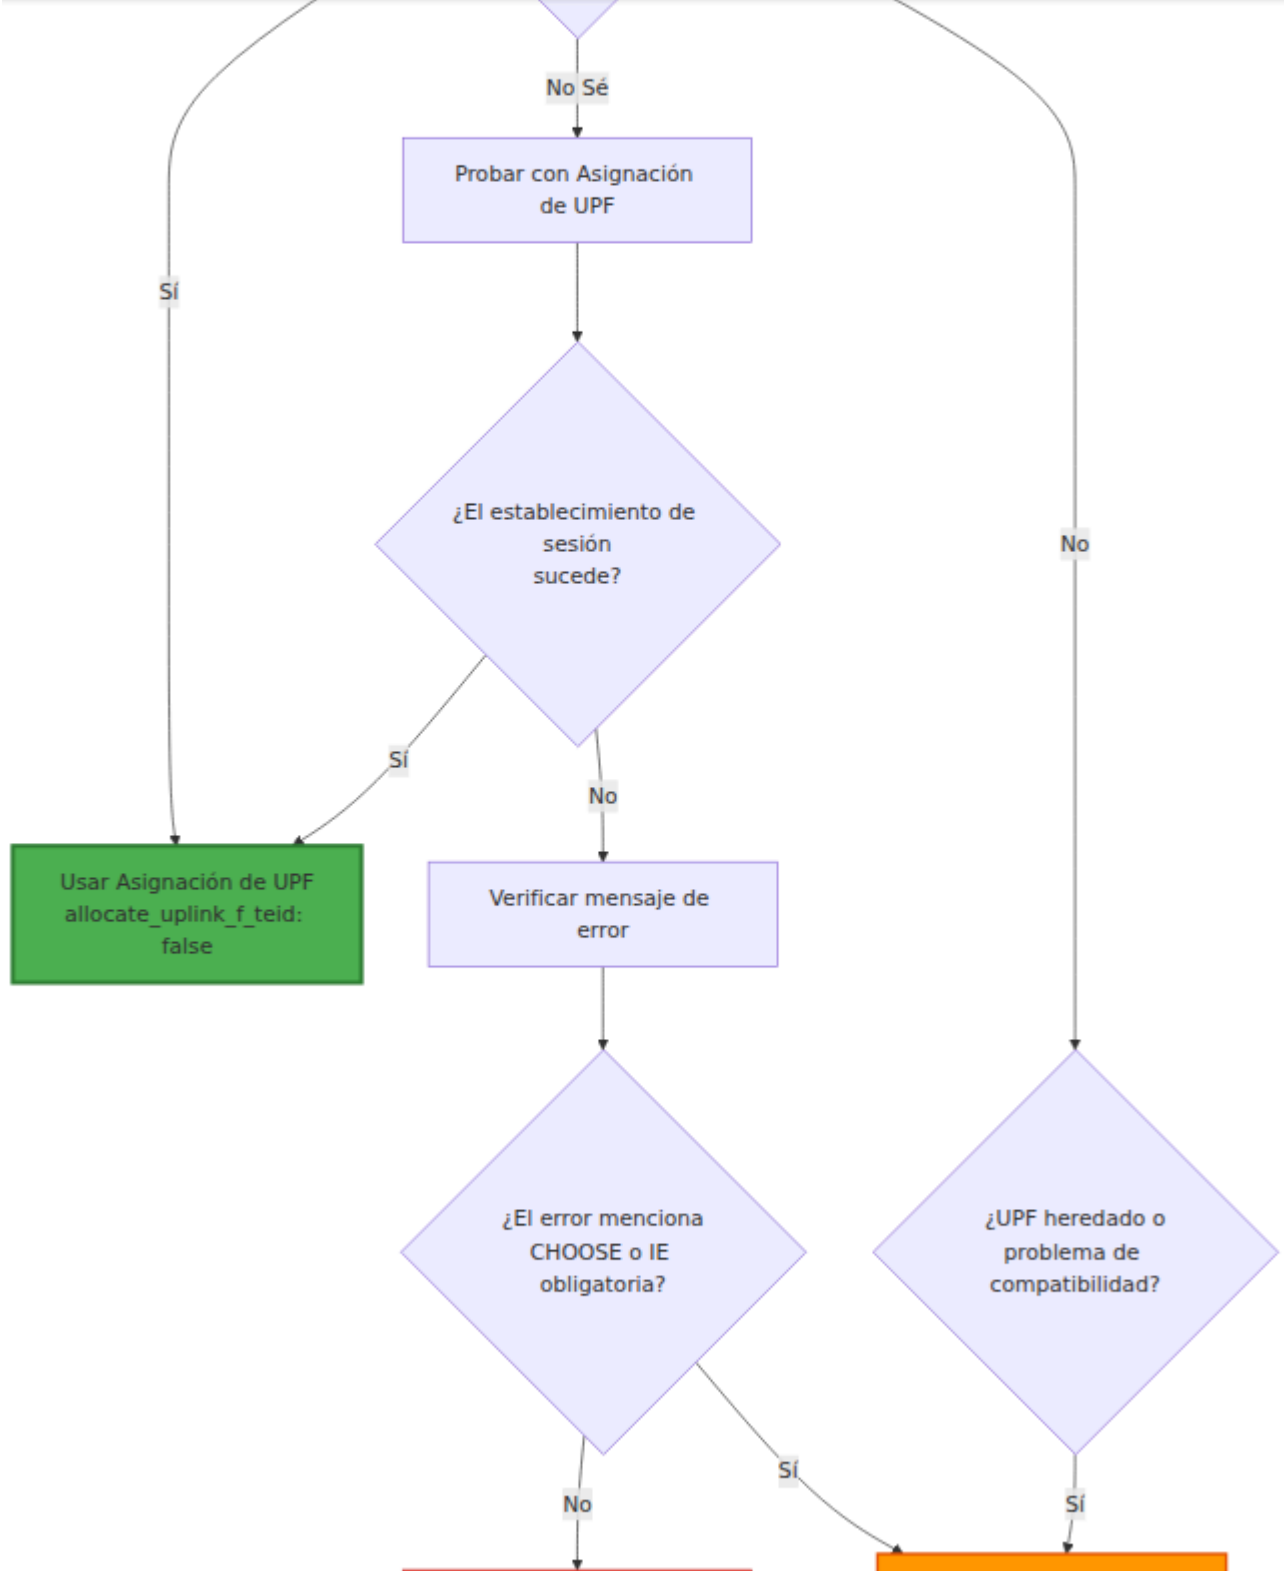 No Sé
Probar con Asignación
de UPF
Sí
¿El establecimiento de
sesión
sucede?
No
Sí
No
Usar Asignación de UPF
allocate_uplink_f_teid:
false
Verificar mensaje de
error
¿El error menciona
CHOOSE o IE
obligatoria?
¿UPF heredado o
problema de
compatibilidad?
Sí
No
Sí